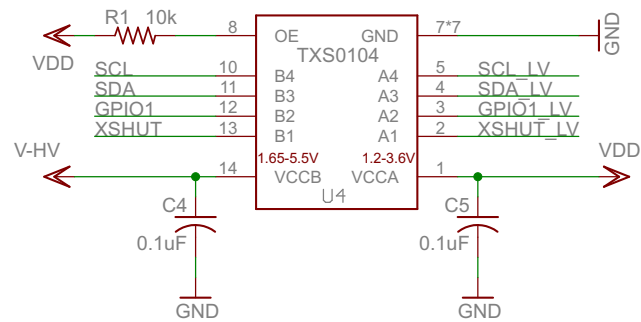 R1 10k
VDD
8 OE GND 7*7
GND
TXS0104
SCL 10 B4 A4 5 SCL_LV
SDA 11 B3 A3 4 SDA_LV
GPIO1 12 B2 A2 3 GPIO1_LV
XSHUT 13 B1 A1 2 XSHUT_LV
1.65-5.5V 1.2-3.6V
V-HV 14 VCCB VCCA 1 VDD
U4
C4 C5
0.1uF 0.1uF
GND GND